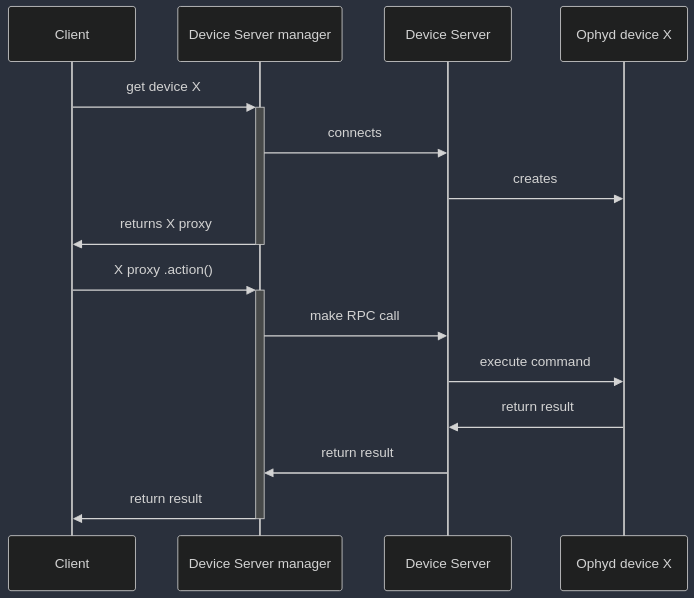 Client
Device Server manager
Device Server
Ophyd device X
get device X
connects
creates
returns X proxy
X proxy .action()
make RPC call
execute command
return result
return result
return result
Client
Device Server manager
Device Server
Ophyd device X